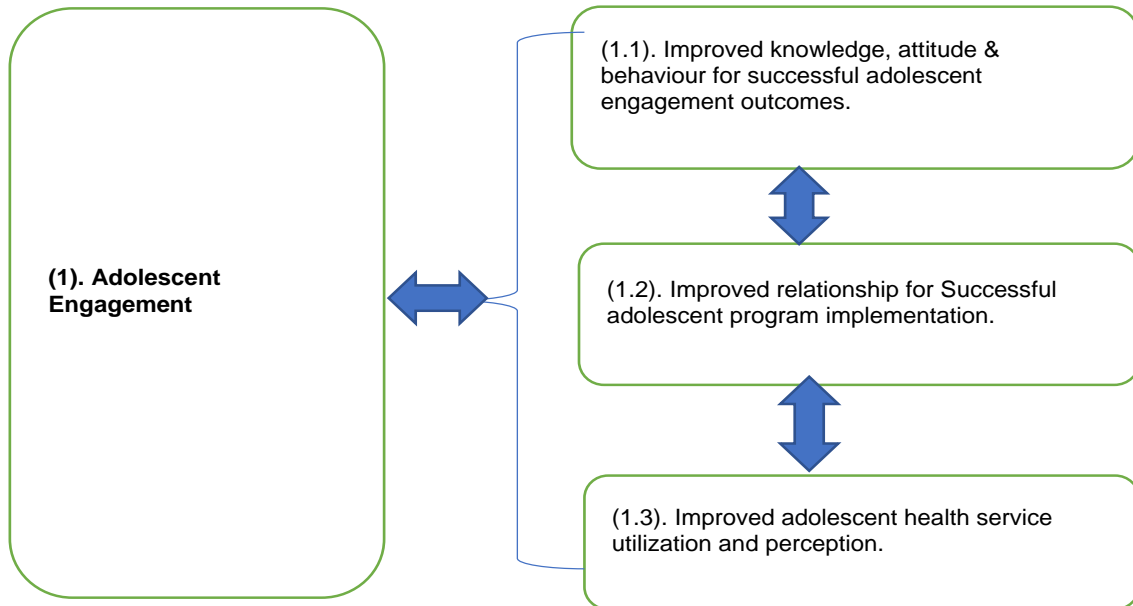 (1.1). Improved knowledge, attitude &
behaviour for successful adolescent
engagement outcomes.
(1). Adolescent
Engagement
(1.2). Improved relationship for Successful
adolescent program implementation.
(1.3). Improved adolescent health service
utilization and perception.